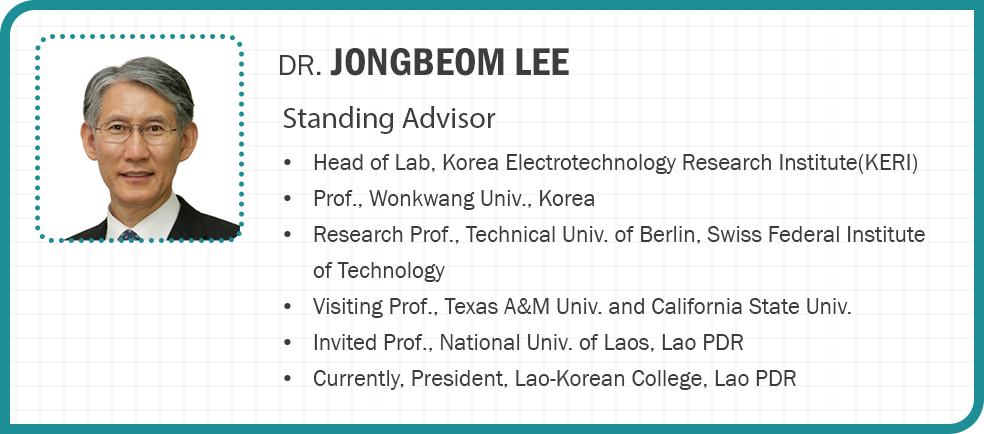 DR. JONGBEOM LEE
Standing Advisor
• Head of Lab, Korea Electrotechnology Research Institute(KERI)
• Prof., Wonkwang Univ., Korea
• Research Prof., Technical Univ. of Berlin, Swiss Federal Institute
of Technology
• Visiting Prof., Texas A&M Univ. and California State Univ.
• Invited Prof., National Univ. of Laos, Lao PDR
• Currently, President, Lao-Korean College, Lao PDR